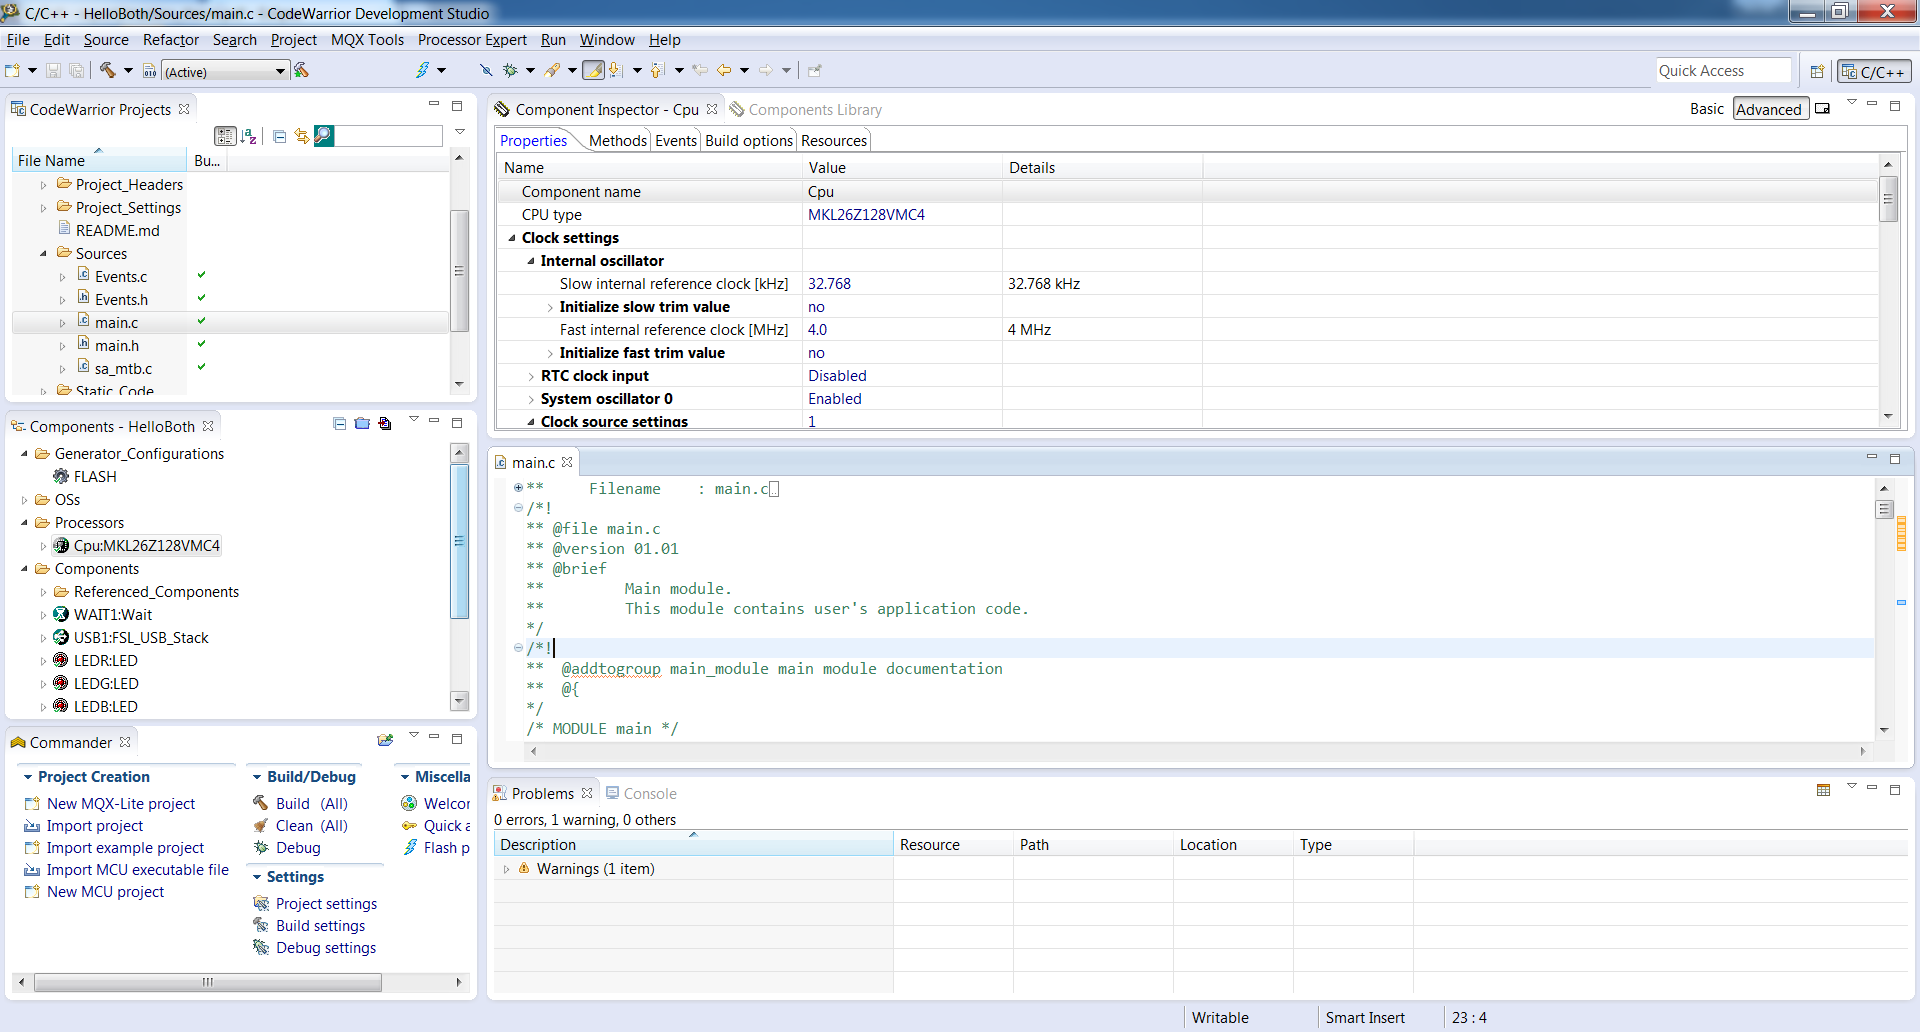 C/C++ - HelloBoth/Sources/main.c - CodeWarrior Development Studio
File Edit Source Refactor Search Project MQX Tools Processor Expert Run Window Help
(Active)
Quick Access
C/C++
CodeWarrior Projects
File Name Bu...
Project_Headers
Project_Settings
README.md
Sources
Events.c
Events.h
main.c
main.h
sa_mtb.c
Static_Code
Components - HelloBoth
Generator_Configurations
FLASH
OSs
Processors
Cpu:MKL26Z128VMC4
Components
Referenced_Components
WAIT1:Wait
USB1:FSL_USB_Stack
LEDR:LED
LEDG:LED
LEDB:LED
Commander
Project Creation
New MQX-Lite project
Import project
Import example project
Import MCU executable file
New MCU project
Build/Debug
Build (All)
Clean (All)
Debug
Settings
Project settings
Build settings
Debug settings
Miscella
Welcor
Quick a
Flash p
Component Inspector - Cpu Components Library
Basic Advanced
Properties Methods Events Build options Resources
Name Value Details
Component name Cpu
CPU type MKL26Z128VMC4
Clock settings
Internal oscillator
Slow internal reference clock [kHz] 32.768 32.768 kHz
Initialize slow trim value no
Fast internal reference clock [MHz] 4.0 4 MHz
Initialize fast trim value no
RTC clock input Disabled
System oscillator 0 Enabled
Clock source settings 1
main.c
** Filename : main.c..
/*!
** @file main.c
** @version 01.01
** @brief
** Main module.
** This module contains user's application code.
*/
/*!
** @addtogroup main_module main module documentation
** @{
*/
/* MODULE main */
Problems Console
0 errors, 1 warning, 0 others
Description Resource Path Location Type
Warnings (1 item)
Writable Smart Insert 23 : 4